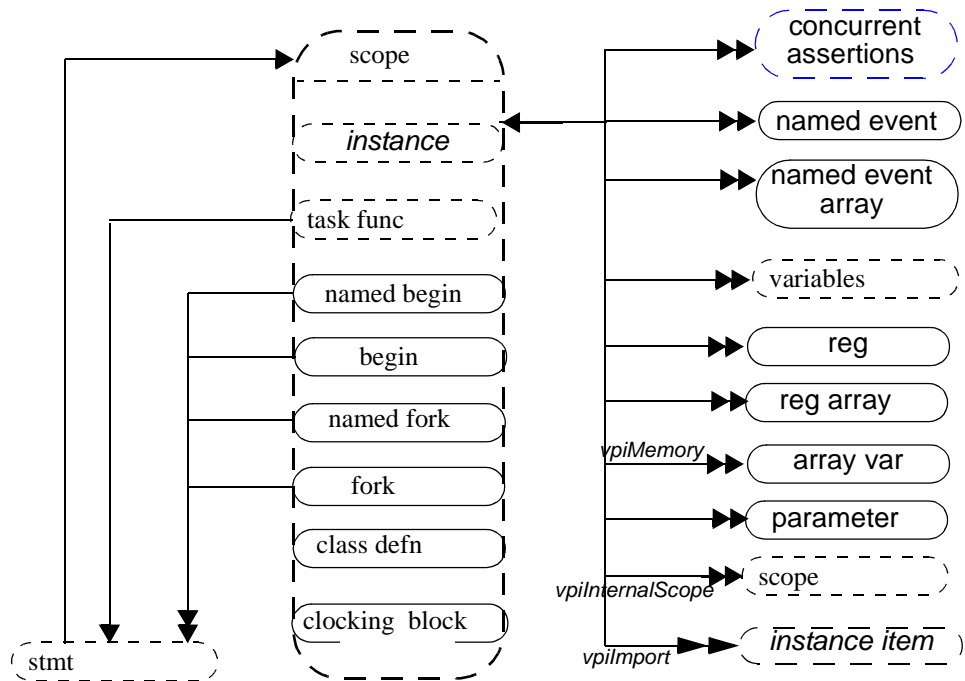 scope
instance
task func
named begin
begin
named fork
fork
class defn
clocking block
stmt
concurrent
assertions
named event
named event
array
variables
reg
reg array
vpiMemory
array var
parameter
vpiInternalScope
scope
vpiImport
instance item